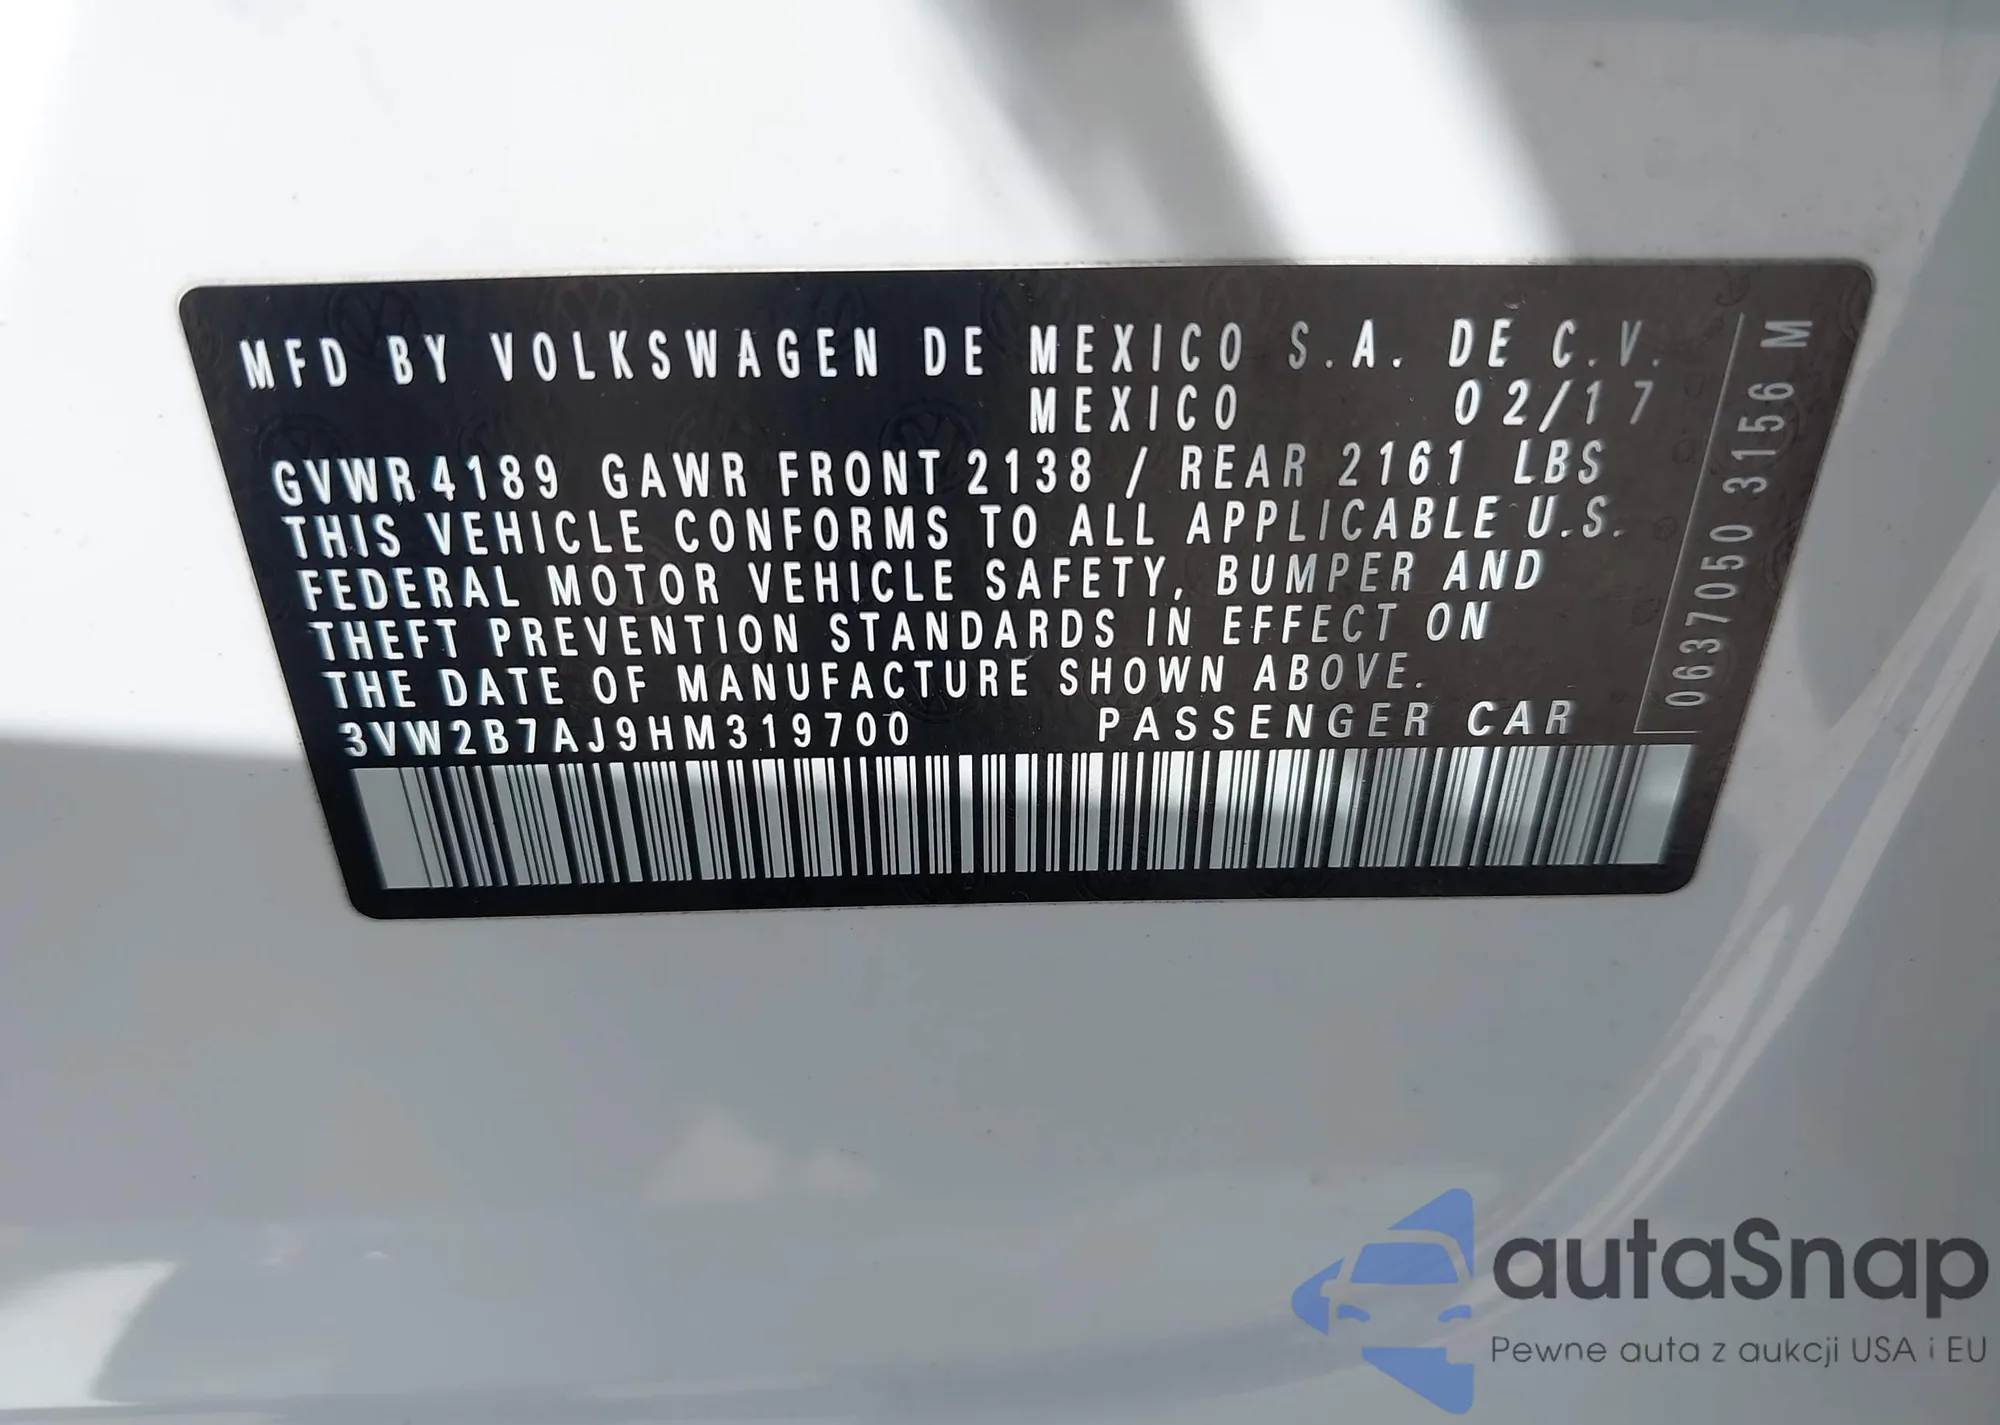 MFD BY VOLKSWAGEN DE MEXICO S.A. DE C.V.
MEXICO 02/17
GVWR 4189 GAWR FRONT 2138 / REAR 2161 LBS
THIS VEHICLE CONFORMS TO ALL APPLICABLE U.S.
FEDERAL MOTOR VEHICLE SAFETY, BUMPER AND
THEFT PREVENTION STANDARDS IN EFFECT ON
THE DATE OF MANUFACTURE SHOWN ABOVE.
3VW2B7AJ9HM319700 PASSENGER CAR
0637050 3156 M
autaSnap
Pewne auta z aukcji USA i EU